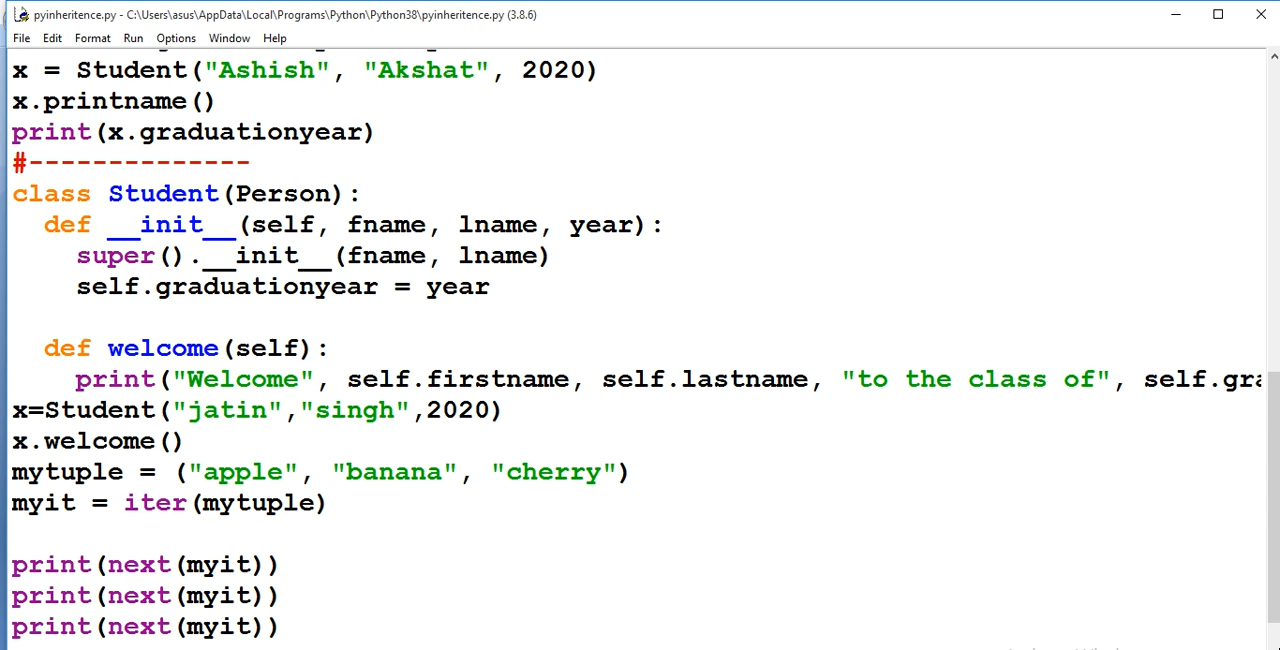 pyinheritence.py - C:\Users\asus\AppData\Local\Programs\Python\Python38\pyinheritence.py (3.8.6)
File Edit Format Run Options Window Help
x = Student("Ashish", "Akshat", 2020)
x.printname()
print(x.graduationyear)
#--------------
class Student(Person):
  def __init__(self, fname, lname, year):
    super().__init__(fname, lname)
    self.graduationyear = year
  def welcome(self):
    print("Welcome", self.firstname, self.lastname, "to the class of", self.gra
x=Student("jatin","singh",2020)
x.welcome()
mytuple = ("apple", "banana", "cherry")
myit = iter(mytuple)
print(next(myit))
print(next(myit))
print(next(myit))